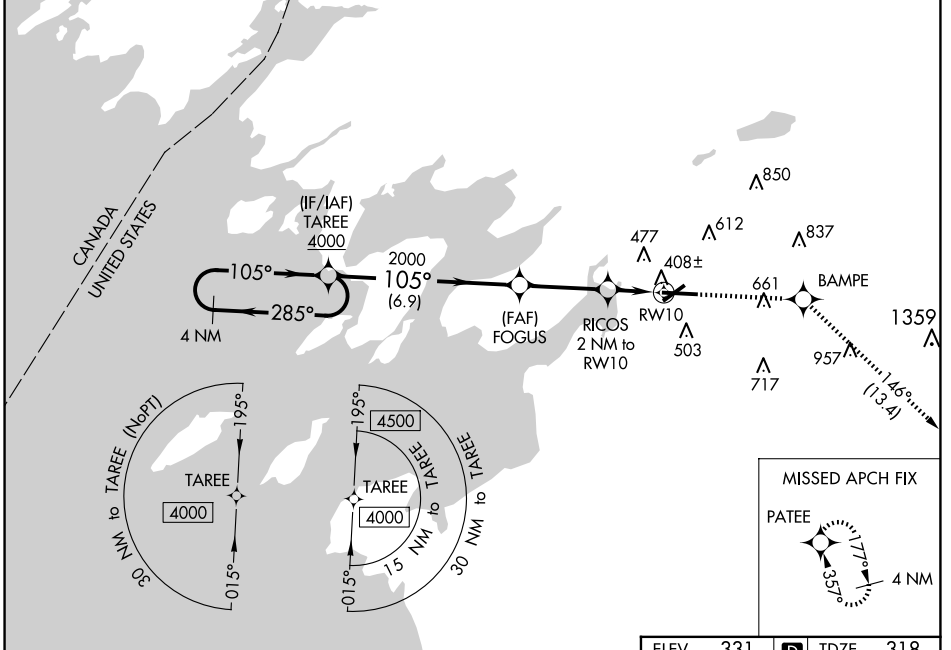 CANADA
UNITED STATES
(IF/IAF)
TAREE
4000
105°
285°
4 NM
2000
105°
(6.9)
(FAF)
FOGUS
RICOS
2 NM to
RW10
RW10
477
408±
612
850
837
661
BAMPE
503
717
957
1359
146°
(13.4)
30 NM to TAREE (NoPT)
195°
TAREE
4000
015°
195°
4500
TAREE
4000
15 NM to TAREE
30 NM to TAREE
015°
MISSED APCH FIX
PATEE
177°
357°
4 NM
ELEV 331 D TDZE 318